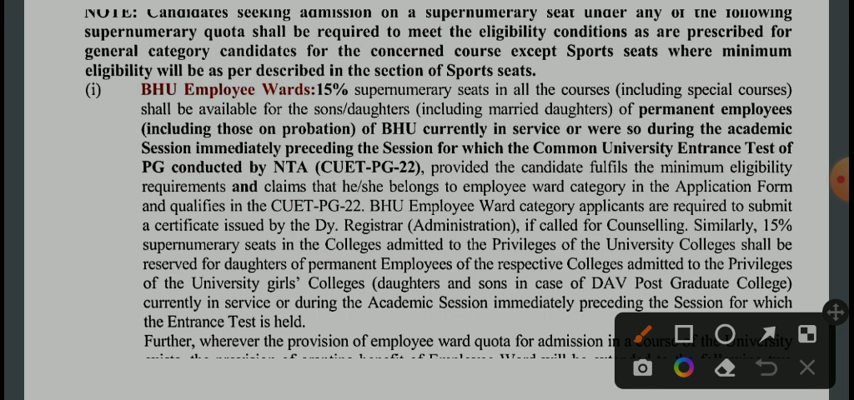 NOTE: Candidates seeking admission on a supernumerary seat under any of the following
supernumerary quota shall be required to meet the eligibility conditions as are prescribed for
general category candidates for the concerned course except Sports seats where minimum
eligibility will be as per described in the section of Sports seats.
(i) BHU Employee Wards:15% supernumerary seats in all the courses (including special courses)
shall be available for the sons/daughters (including married daughters) of permanent employees
(including those on probation) of BHU currently in service or were so during the academic
Session immediately preceding the Session for which the Common University Entrance Test of
PG conducted by NTA (CUET-PG-22), provided the candidate fulfils the minimum eligibility
requirements and claims that he/she belongs to employee ward category in the Application Form
and qualifies in the CUET-PG-22. BHU Employee Ward category applicants are required to submit
a certificate issued by the Dy. Registrar (Administration), if called for Counselling. Similarly, 15%
supernumerary seats in the Colleges admitted to the Privileges of the University Colleges shall be
reserved for daughters of permanent Employees of the respective Colleges admitted to the Privileges
of the University girls' Colleges (daughters and sons in case of DAV Post Graduate College)
currently in service or during the Academic Session immediately preceding the Session for which
the Entrance Test is held.
Further, wherever the provision of employee ward quota for admission in a course of the University